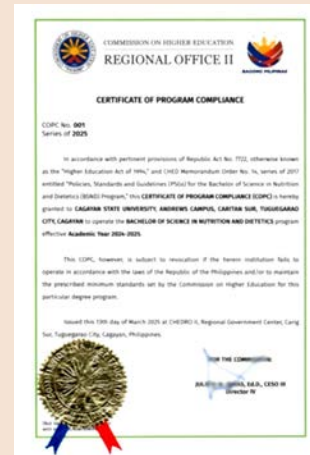 COMMISSION ON HIGHER EDUCATION
REGIONAL OFFICE II
BAGONG PILIPINAS
CERTIFICATE OF PROGRAM COMPLIANCE
COPC No. 001
Series of 2025
In accordance with pertinent provisions of Republic Act No. 7722, otherwise known
as the "Higher Education Act of 1994," and CHED Memorandum Order No. 14, series of 2017
entitled "Policies, Standards and Guidelines (PSGs) for the Bachelor of Science in Nutrition
and Dietetics (BSND) Program," this CERTIFICATE OF PROGRAM COMPLIANCE (COPC) is hereby
granted to CAGAYAN STATE UNIVERSITY, ANDREWS CAMPUS, CARITAN SUR, TUGUEGARAO
CITY, CAGAYAN to operate the BACHELOR OF SCIENCE IN NUTRITION AND DIETETICS program
effective Academic Year 2024-2025.
This COPC, however, is subject to revocation if the herein institution fails to
operate in accordance with the laws of the Republic of the Philippines and/or to maintain
the prescribed minimum standards set by the Commission on Higher Education for this
particular degree program.
Issued this 13th day of March 2025 at CHEDRO II, Regional Government Center, Carig
Sur, Tuguegarao City, Cagayan, Philippines.
FOR THE COMMISSION:
Ed.D., CESO III
Director IV